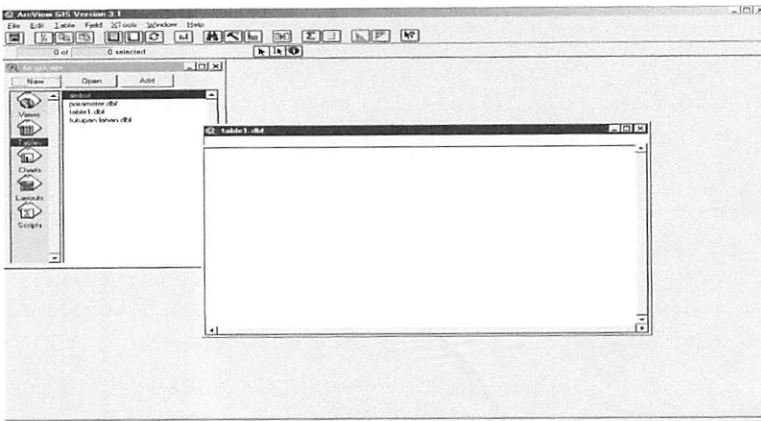 ArcView GIS Version 3.1
File Edit Table Field XTools Window Help
0 of 0 selected
New Open Add
Views
Tables
Charts
Layouts
Scripts
parameter.dbf
table1.dbf
tutupan lahan.dbf
table1.dbf